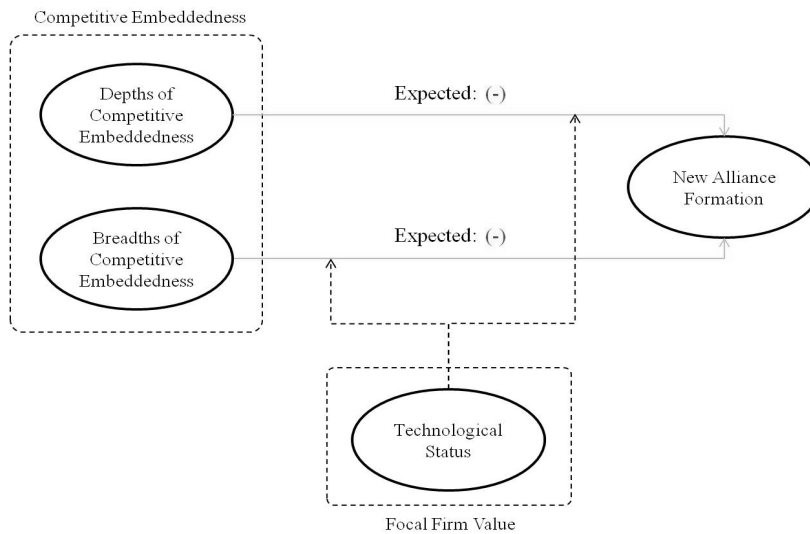 Competitive Embeddedness
Depths of
Competitive
Embeddedness
Expected: (-)
New Alliance
Formation
Breadths of
Competitive
Embeddedness
Expected: (-)
Technological
Status
Focal Firm Value